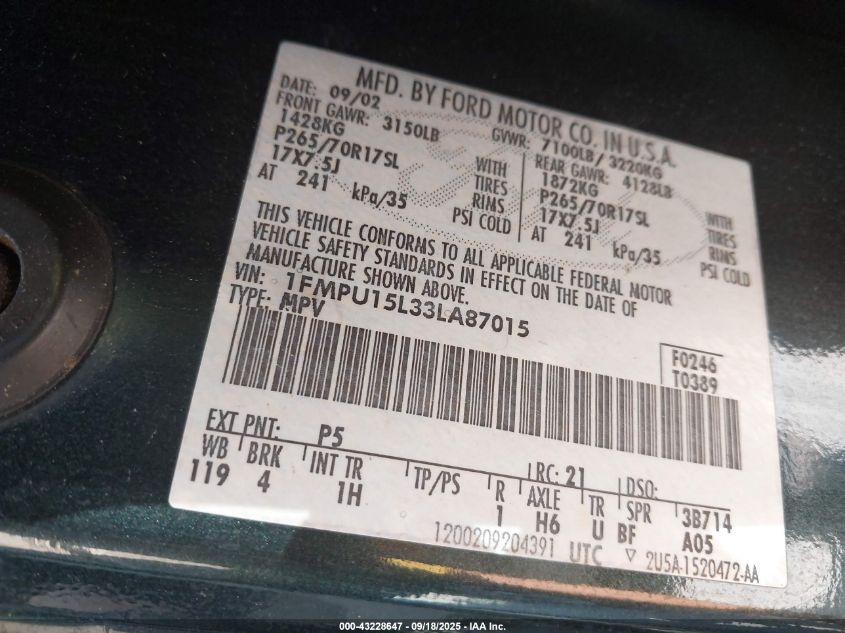 MFD. BY FORD MOTOR CO. IN U.S.A.
DATE: 09/02 GVWR: 7100LB/ 3220KG
FRONT GAWR: 3150LB REAR GAWR: 4128LB
1428KG WITH 1872KG WITH
P265/70R17SL TIRES P265/70R17SL TIRES
17X7.5J RIMS 17X7.5J RIMS
AT 241 kPa/35 PSI COLD AT 241 kPa/35 PSI COLD
THIS VEHICLE CONFORMS TO ALL APPLICABLE FEDERAL MOTOR
VEHICLE SAFETY STANDARDS IN EFFECT ON THE DATE OF
MANUFACTURE SHOWN ABOVE.
VIN: 1FMPU15L33LA87015
TYPE: MPV
F0246
T0389
EXT PNT: P5 RC: 21 DSO:
WB BRK INT TR TP/PS R AXLE TR SPR 3B714
119 4 1H 1 H6 U BF A05
1200209204391 UTC ▽ 2U5A-1520472-AA
000-43228647 - 09/18/2025 - IAA Inc.